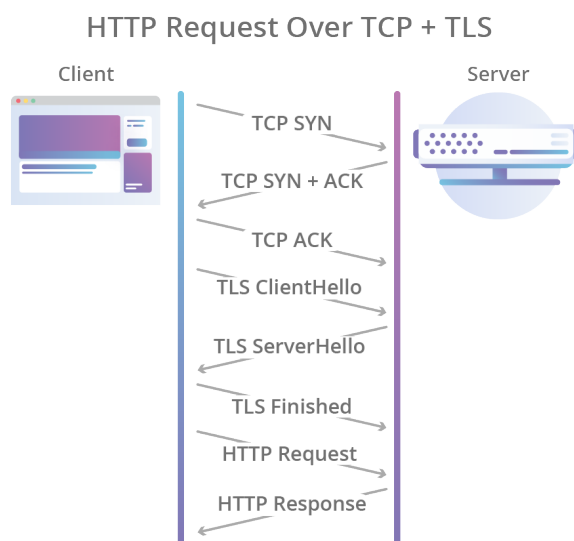 HTTP Request Over TCP + TLS
Client
Server
TCP SYN
TCP SYN + ACK
TCP ACK
TLS ClientHello
TLS ServerHello
TLS Finished
HTTP Request
HTTP Response